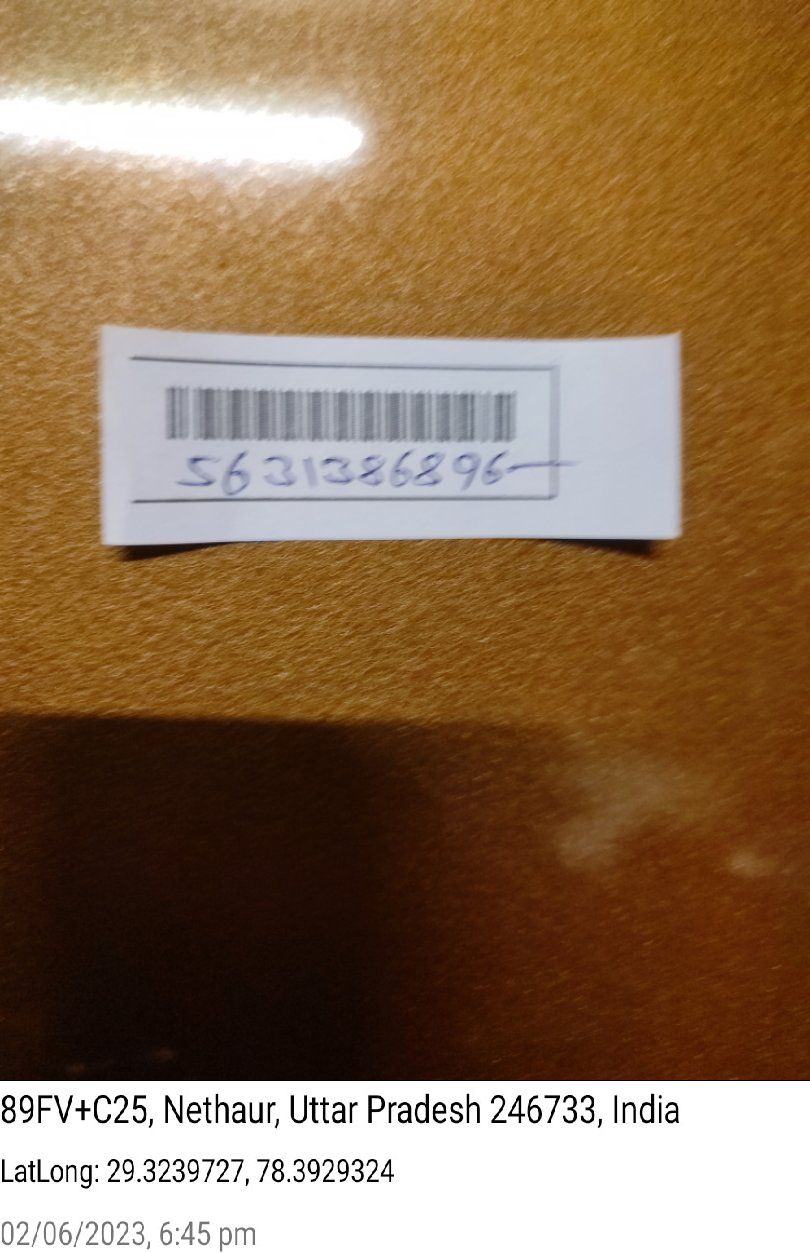 5631386896
89FV+C25, Nethaur, Uttar Pradesh 246733, India
LatLong: 29.3239727, 78.3929324
02/06/2023, 6:45 pm